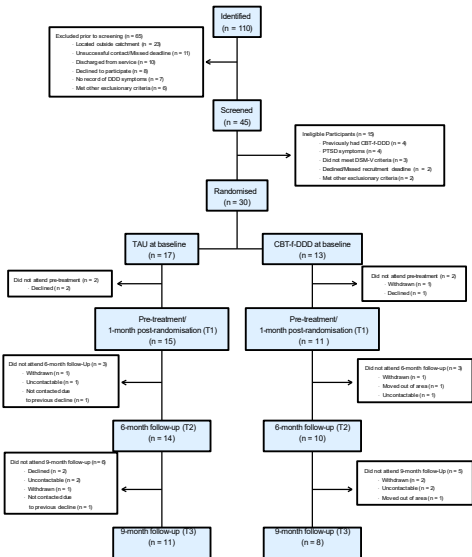 Identified
(n = 110)
Excluded prior to screening (n = 65)
· Located outside catchment (n = 23)
· Unsuccessful contact/Missed deadline (n = 11)
· Discharged from service (n = 10)
· Declined to participate (n = 8)
· No record of DDD symptoms (n = 7)
· Met other exclusionary criteria (n = 6)
Screened
(n = 45)
Ineligible Participants (n = 15)
· Previously had CBT-f-DDD (n = 4)
· PTSD symptoms (n = 4)
· Did not meet DSM-V criteria (n = 3)
· Declined/Missed recruitment deadline (n = 2)
· Met other exclusionary criteria (n = 2)
Randomised
(n = 30)
TAU at baseline
(n = 17)
CBT-f-DDD at baseline
(n = 13)
Did not attend pre-treatment (n = 2)
· Declined (n = 2)
Did not attend pre-treatment (n = 2)
· Withdrawn (n = 1)
· Declined (n = 1)
Pre-treatment/
1-month post-randomisation (T1)
(n = 15)
Pre-treatment/
1-month post-randomisation (T1)
(n = 11 )
Did not attend 6-month follow-Up (n = 3)
· Withdrawn (n = 1)
· Uncontactable (n = 1)
· Not contacted due
to previous decline (n = 1)
Did not attend 6-month follow-up (n = 3)
· Withdrawn (n = 1)
· Moved out of area (n = 1)
· Uncontactable (n = 1)
6-month follow-up (T2)
(n = 14)
6-month follow-up (T2)
(n = 10)
Did not attend 9-month follow-up (n = 6)
· Declined (n = 2)
· Uncontactable (n = 2)
· Withdrawn (n = 1)
· Not contacted due
to previous decline (n = 1)
Did not attend 9-month follow-Up (n = 5)
· Withdrawn (n = 2)
· Uncontactable (n = 2)
· Moved out of area (n = 1)
9-month follow-up (T3)
(n = 11)
9-month follow-up (T3)
(n = 8)